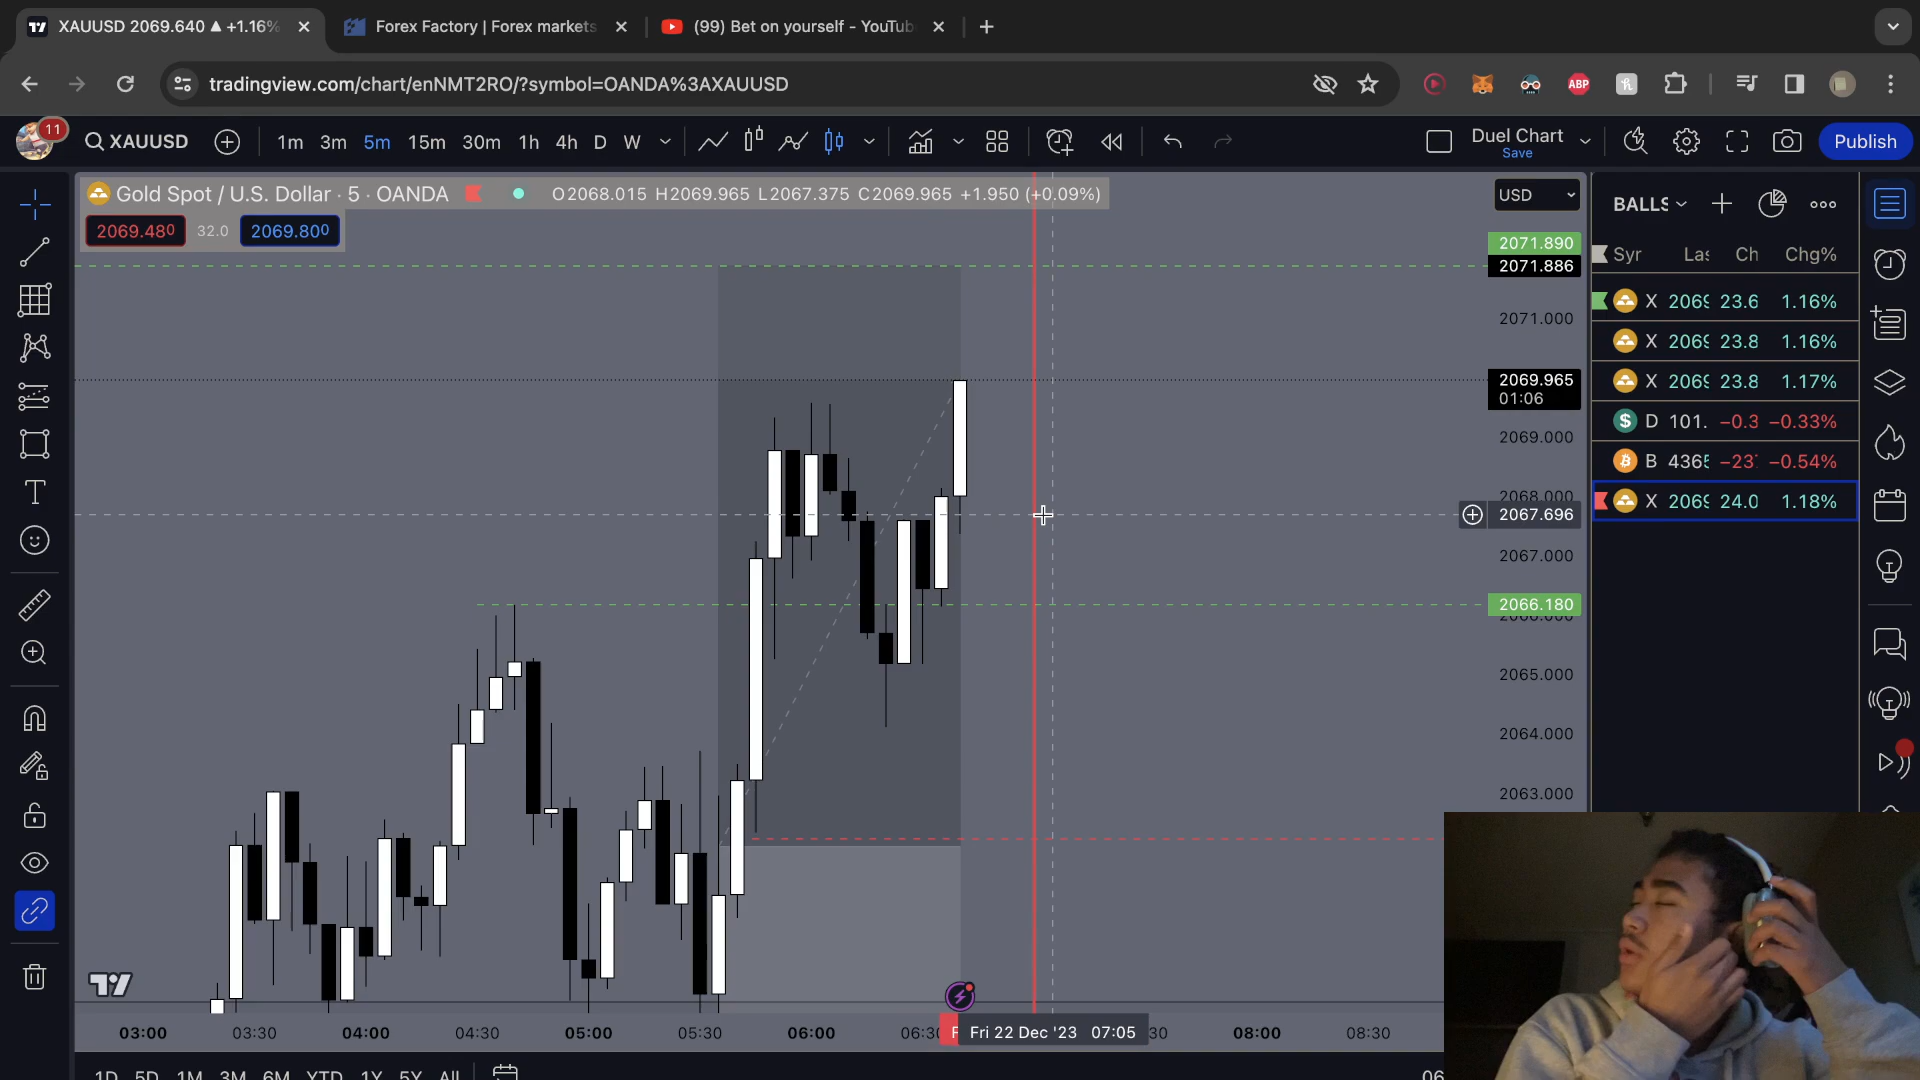 XAUUSD 2069.640 ▲ +1.16%
Forex Factory | Forex markets
(99) Bet on yourself - YouTub
tradingview.com/chart/enNMT2RO/?symbol=OANDA%3AXAUUSD
ABP
11
XAUUSD 1m 3m 5m 15m 30m 1h 4h D W
Duel Chart
Save
Publish
Gold Spot / U.S. Dollar · 5 · OANDA O2068.015 H2069.965 L2067.375 C2069.965 +1.950 (+0.09%)
2069.480 32.0 2069.800
USD
2071.890
2071.886
2071.000
2069.965
01:06
2069.000
2068.000
2067.696
2067.000
2066.180
2065.000
2064.000
2063.000
BALLS
Syr Las Ch Chg%
X 2069 23.6 1.16%
X 2069 23.8 1.16%
X 2069 23.8 1.17%
D 101. −0.3 −0.33%
B 4365 −23 −0.54%
X 2069 24.0 1.18%
03:00 03:30 04:00 04:30 05:00 05:30 06:00 06:30 Fri 22 Dec '23 07:05 30 08:00 08:30
1D 5D 1M 3M 6M YTD 1Y 5Y All